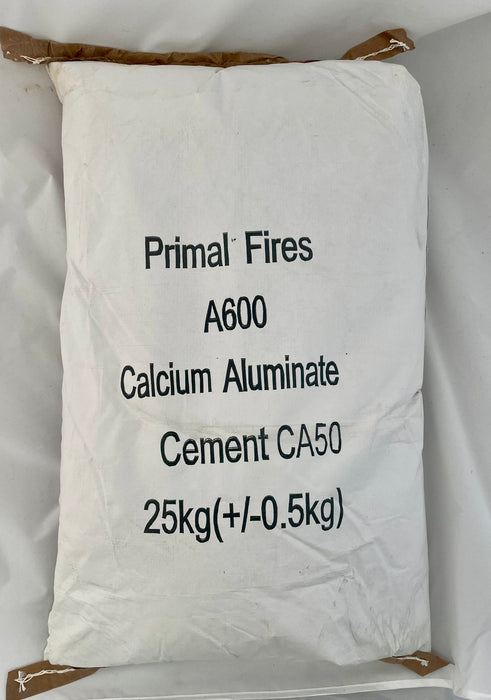 Primal Fires
A600
Calcium Aluminate
Cement CA50
25kg(+/-0.5kg)